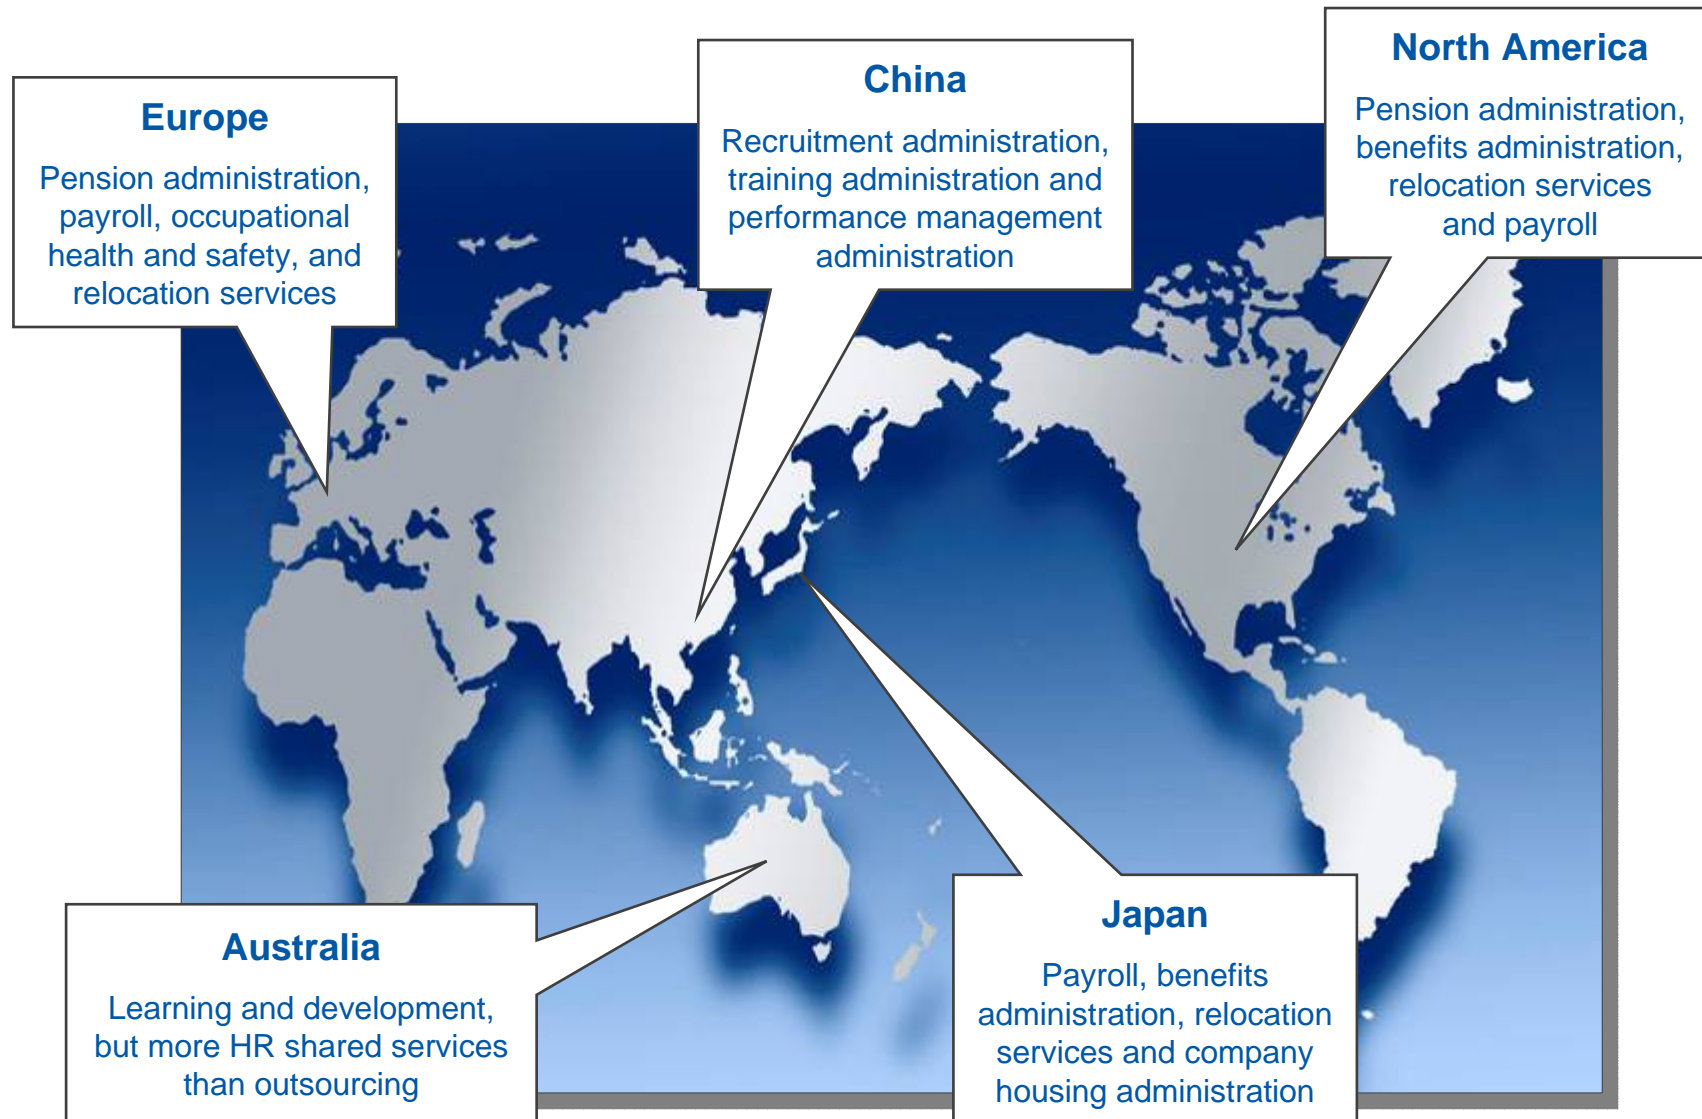 Europe
Pension administration,
payroll, occupational
health and safety, and
relocation services
China
Recruitment administration,
training administration and
performance management
administration
North America
Pension administration,
benefits administration,
relocation services
and payroll
Australia
Learning and development,
but more HR shared services
than outsourcing
Japan
Payroll, benefits
administration, relocation
services and company
housing administration